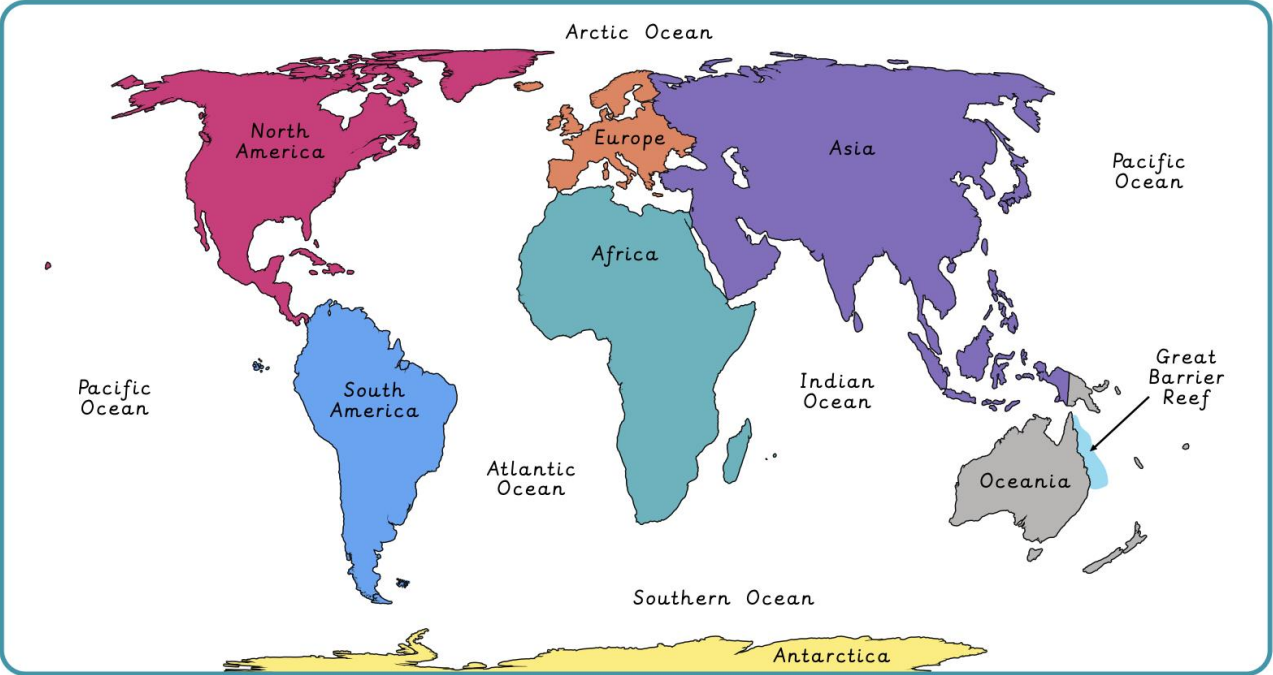 Arctic Ocean
North
America
Europe
Asia
Pacific
Ocean
Africa
Great
Barrier
Reef
Pacific
Ocean
South
America
Indian
Ocean
Atlantic
Ocean
Oceania
Southern Ocean
Antarctica